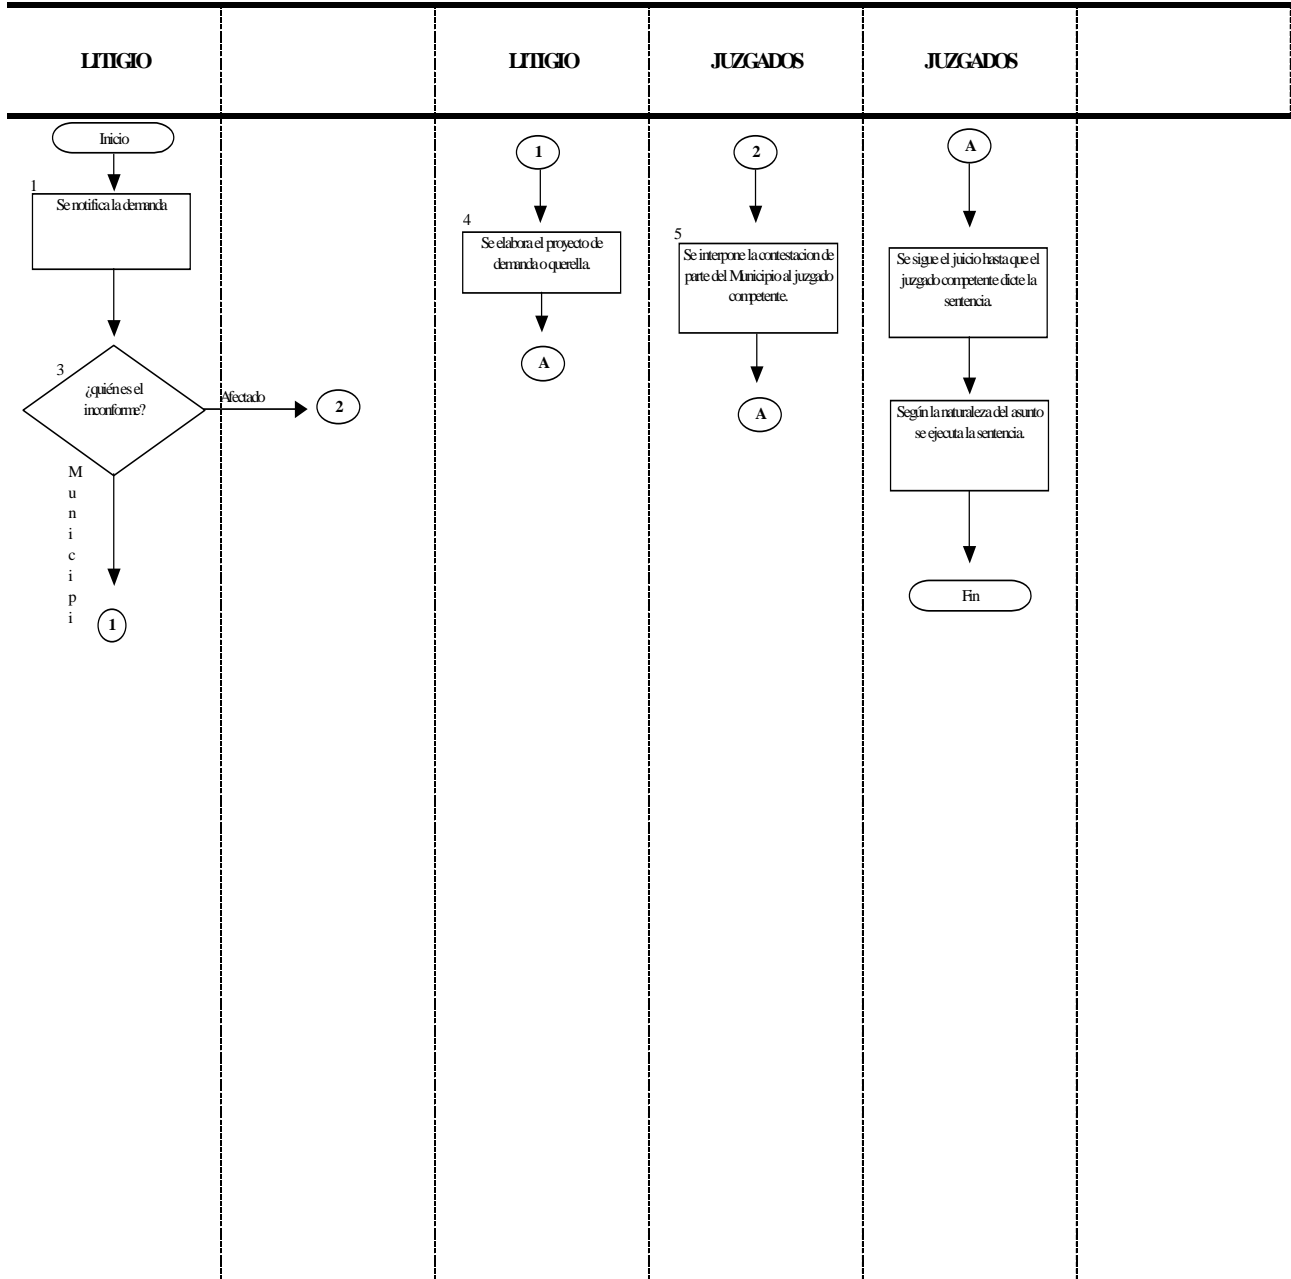 LITIGIO
LITIGIO
JUZGADOS
JUZGADOS
Inicio
1
Se notifica la demanda
3
¿quién es el
inconforme?
Afectado
2
M
u
n
i
c
i
p
i
1
1
4
Se elabora el proyecto de
demanda o querella.
A
2
5
Se interpone la contestacion de
parte del Municipio al juzgado
competente.
A
A
Se sigue el juicio hasta que el
juzgado competente dicte la
sentencia.
Según la naturaleza del asunto
se ejecuta la sentencia.
Fin